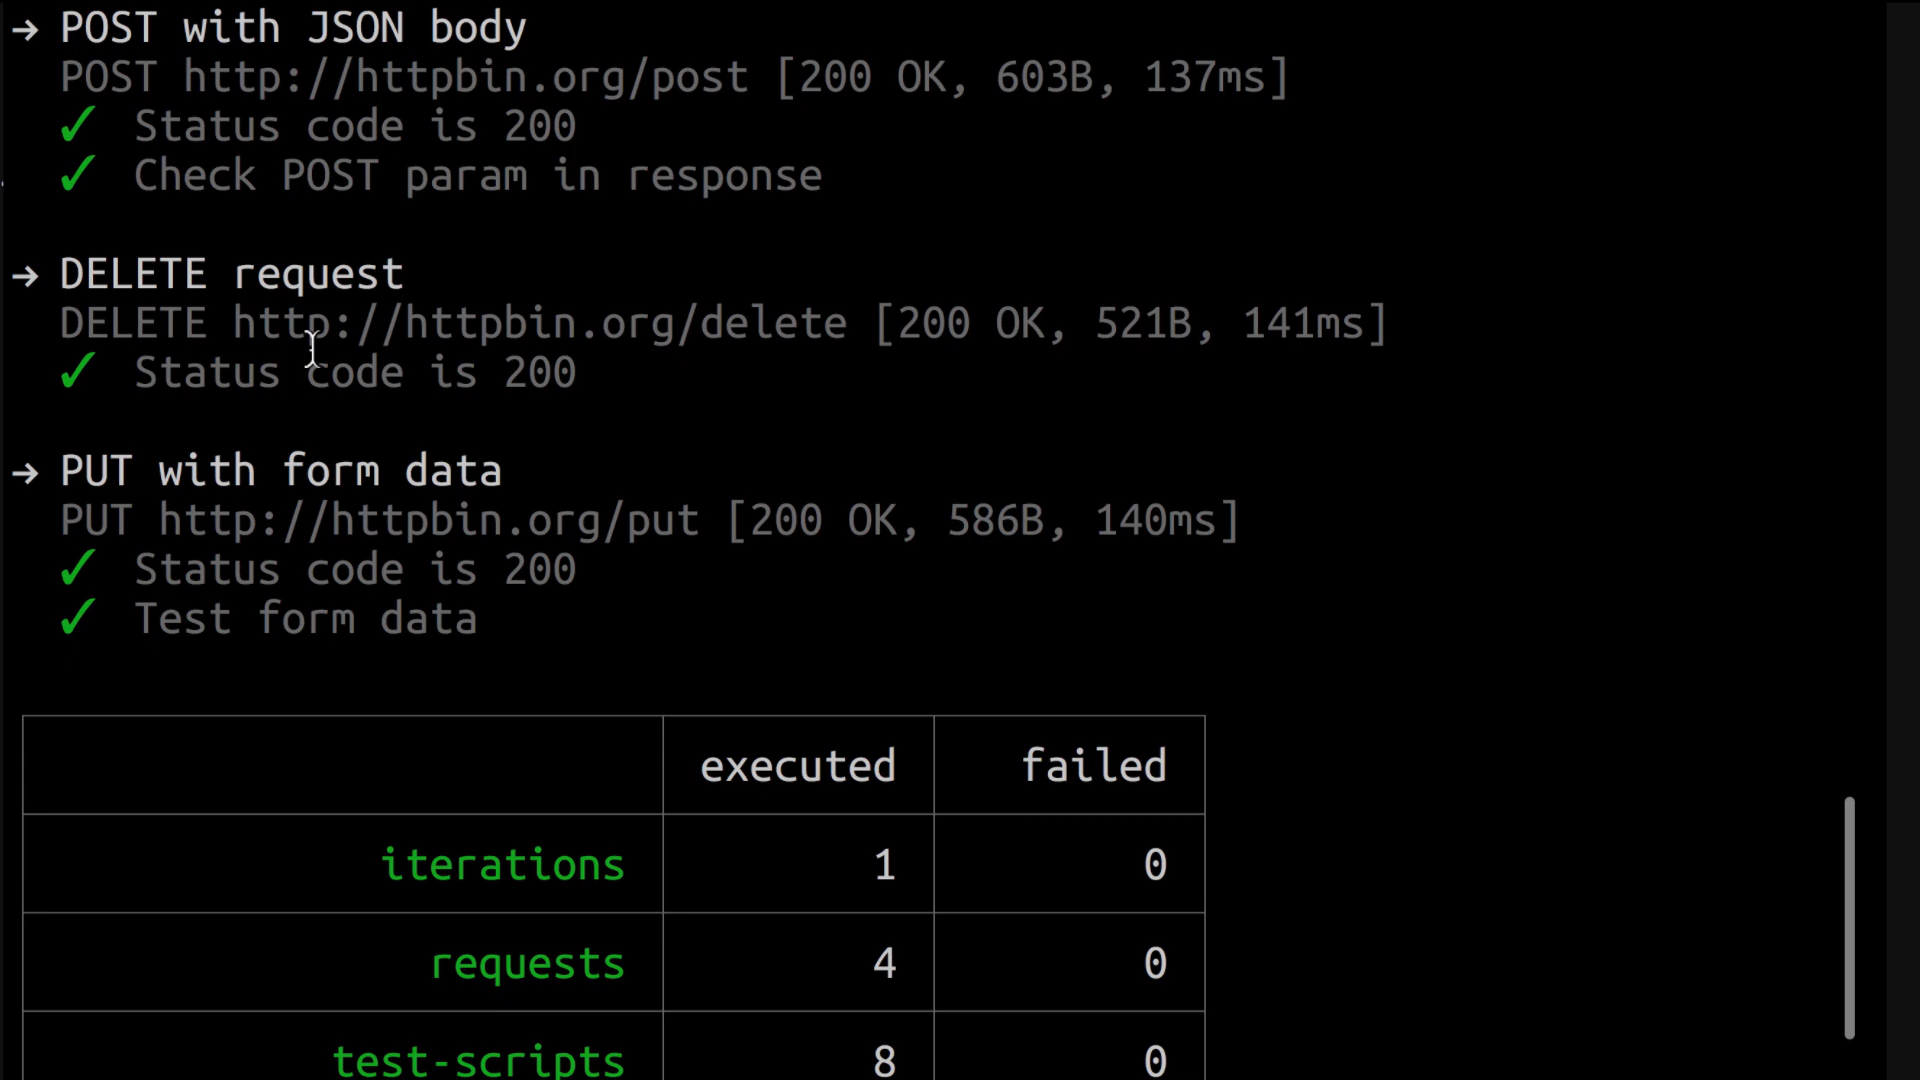 → POST with JSON body
POST http://httpbin.org/post [200 OK, 603B, 137ms]
✓ Status code is 200
✓ Check POST param in response
→ DELETE request
DELETE http://httpbin.org/delete [200 OK, 521B, 141ms]
✓ Status code is 200
→ PUT with form data
PUT http://httpbin.org/put [200 OK, 586B, 140ms]
✓ Status code is 200
✓ Test form data
executed failed
iterations 1 0
requests 4 0
test-scripts 8 0